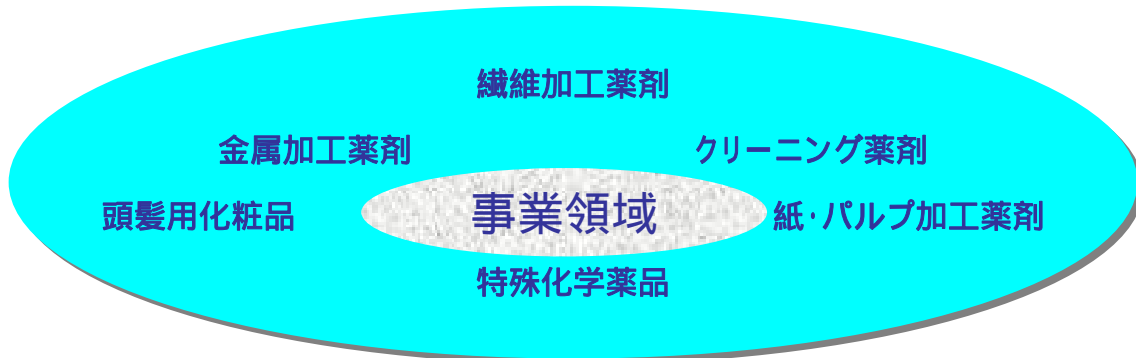 繊維加工薬剤
金属加工薬剤
クリーニング薬剤
頭髪用化粧品
事業領域
紙・パルプ加工薬剤
特殊化学薬品